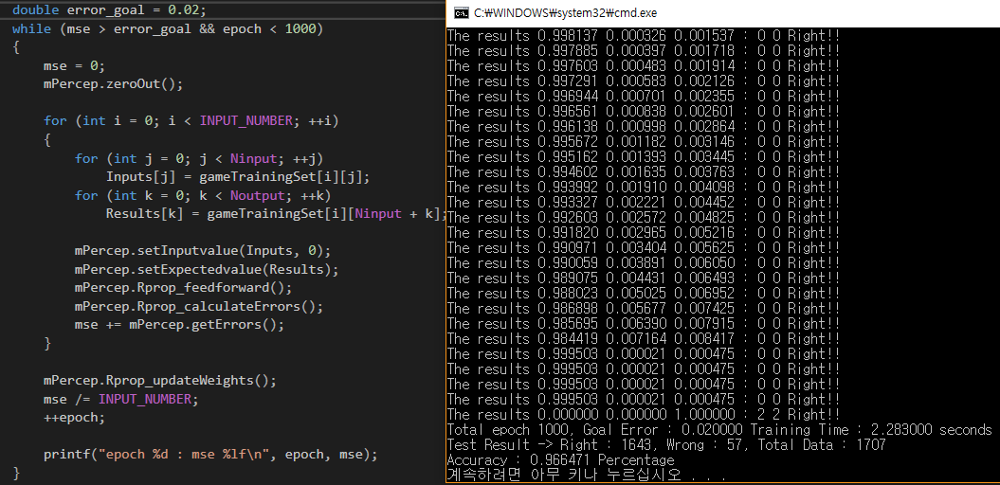 double error_goal = 0.02;
while (mse > error_goal && epoch < 1000)
{
mse = 0;
mPercep.zeroOut();
for (int i = 0; i < INPUT_NUMBER; ++i)
{
for (int j = 0; j < Ninput; ++j)
Inputs[j] = gameTrainingSet[i][j];
for (int k = 0; k < Noutput; ++k)
Results[k] = gameTrainingSet[i][Ninput + k];
mPercep.setInputvalue(Inputs, 0);
mPercep.setExpectedvalue(Results);
mPercep.Rprop_feedforward();
mPercep.Rprop_calculateErrors();
mse += mPercep.getErrors();
}
mPercep.Rprop_updateWeights();
mse /= INPUT_NUMBER;
++epoch;
printf("epoch %d : mse %lf\n", epoch, mse);
}
C:₩WINDOWS₩system32₩cmd.exe
The results 0.998137 0.000326 0.001537 : 0 0 Right!!
The results 0.997885 0.000397 0.001718 : 0 0 Right!!
The results 0.997603 0.000483 0.001914 : 0 0 Right!!
The results 0.997291 0.000583 0.002126 : 0 0 Right!!
The results 0.996944 0.000701 0.002355 : 0 0 Right!!
The results 0.996561 0.000838 0.002601 : 0 0 Right!!
The results 0.996138 0.000998 0.002864 : 0 0 Right!!
The results 0.995672 0.001182 0.003146 : 0 0 Right!!
The results 0.995162 0.001393 0.003445 : 0 0 Right!!
The results 0.994602 0.001635 0.003763 : 0 0 Right!!
The results 0.993992 0.001910 0.004098 : 0 0 Right!!
The results 0.993327 0.002221 0.004452 : 0 0 Right!!
The results 0.992603 0.002572 0.004825 : 0 0 Right!!
The results 0.991820 0.002965 0.005216 : 0 0 Right!!
The results 0.990971 0.003404 0.005625 : 0 0 Right!!
The results 0.990059 0.003891 0.006050 : 0 0 Right!!
The results 0.989075 0.004431 0.006493 : 0 0 Right!!
The results 0.988023 0.005025 0.006952 : 0 0 Right!!
The results 0.986898 0.005677 0.007425 : 0 0 Right!!
The results 0.985695 0.006390 0.007915 : 0 0 Right!!
The results 0.984419 0.007164 0.008417 : 0 0 Right!!
The results 0.999503 0.000021 0.000475 : 0 0 Right!!
The results 0.999503 0.000021 0.000475 : 0 0 Right!!
The results 0.999503 0.000021 0.000475 : 0 0 Right!!
The results 0.999503 0.000021 0.000475 : 0 0 Right!!
The results 0.000000 0.000000 1.000000 : 2 2 Right!!
Total epoch 1000, Goal Error : 0.020000 Training Time : 2.283000 seconds
Test Result -> Right : 1643, Wrong : 57, Total Data : 1707
Accuracy : 0.966471 Percentage
계속하려면 아무 키나 누르십시오 . . .